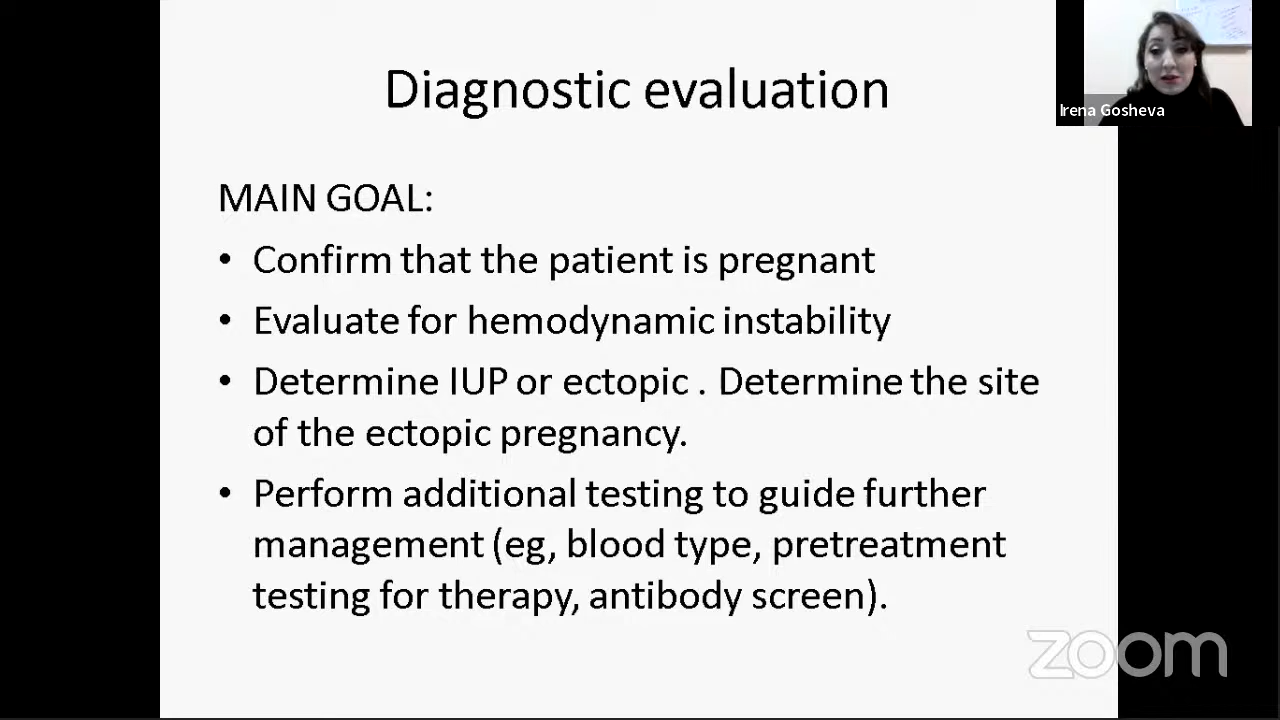 Diagnostic evaluation
Irena Gosheva
MAIN GOAL:
• Confirm that the patient is pregnant
• Evaluate for hemodynamic instability
• Determine IUP or ectopic . Determine the site
of the ectopic pregnancy.
• Perform additional testing to guide further
management (eg, blood type, pretreatment
testing for therapy, antibody screen).
zoom